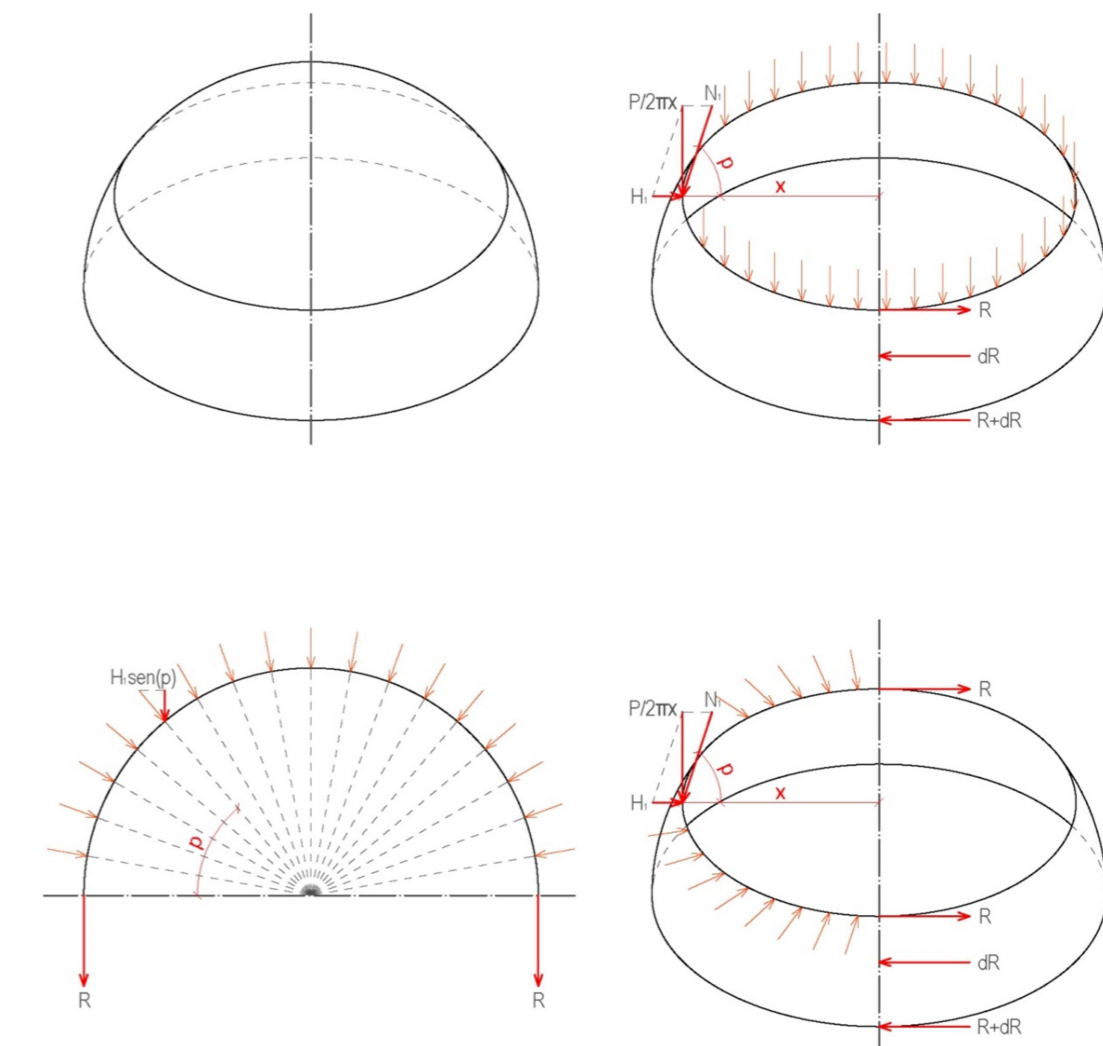 P/2πx N₁
p
H₁ x
R
dR
R+dR
H₁sen(p)
p
R R
R
P/2πx N₁
p
H₁ x
R
dR
R+dR